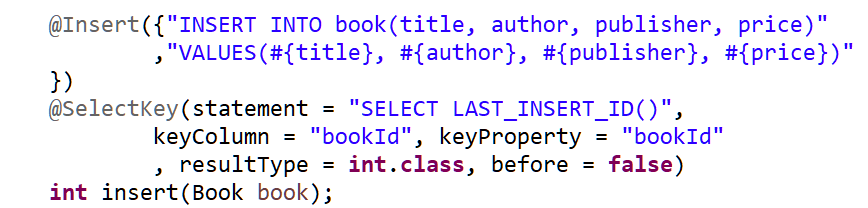 @Insert({"INSERT INTO book(title, author, publisher, price)"
,"VALUES(#{title}, #{author}, #{publisher}, #{price})"
})
@SelectKey(statement = "SELECT LAST_INSERT_ID()",
keyColumn = "bookId", keyProperty = "bookId"
, resultType = int.class, before = false)
int insert(Book book);